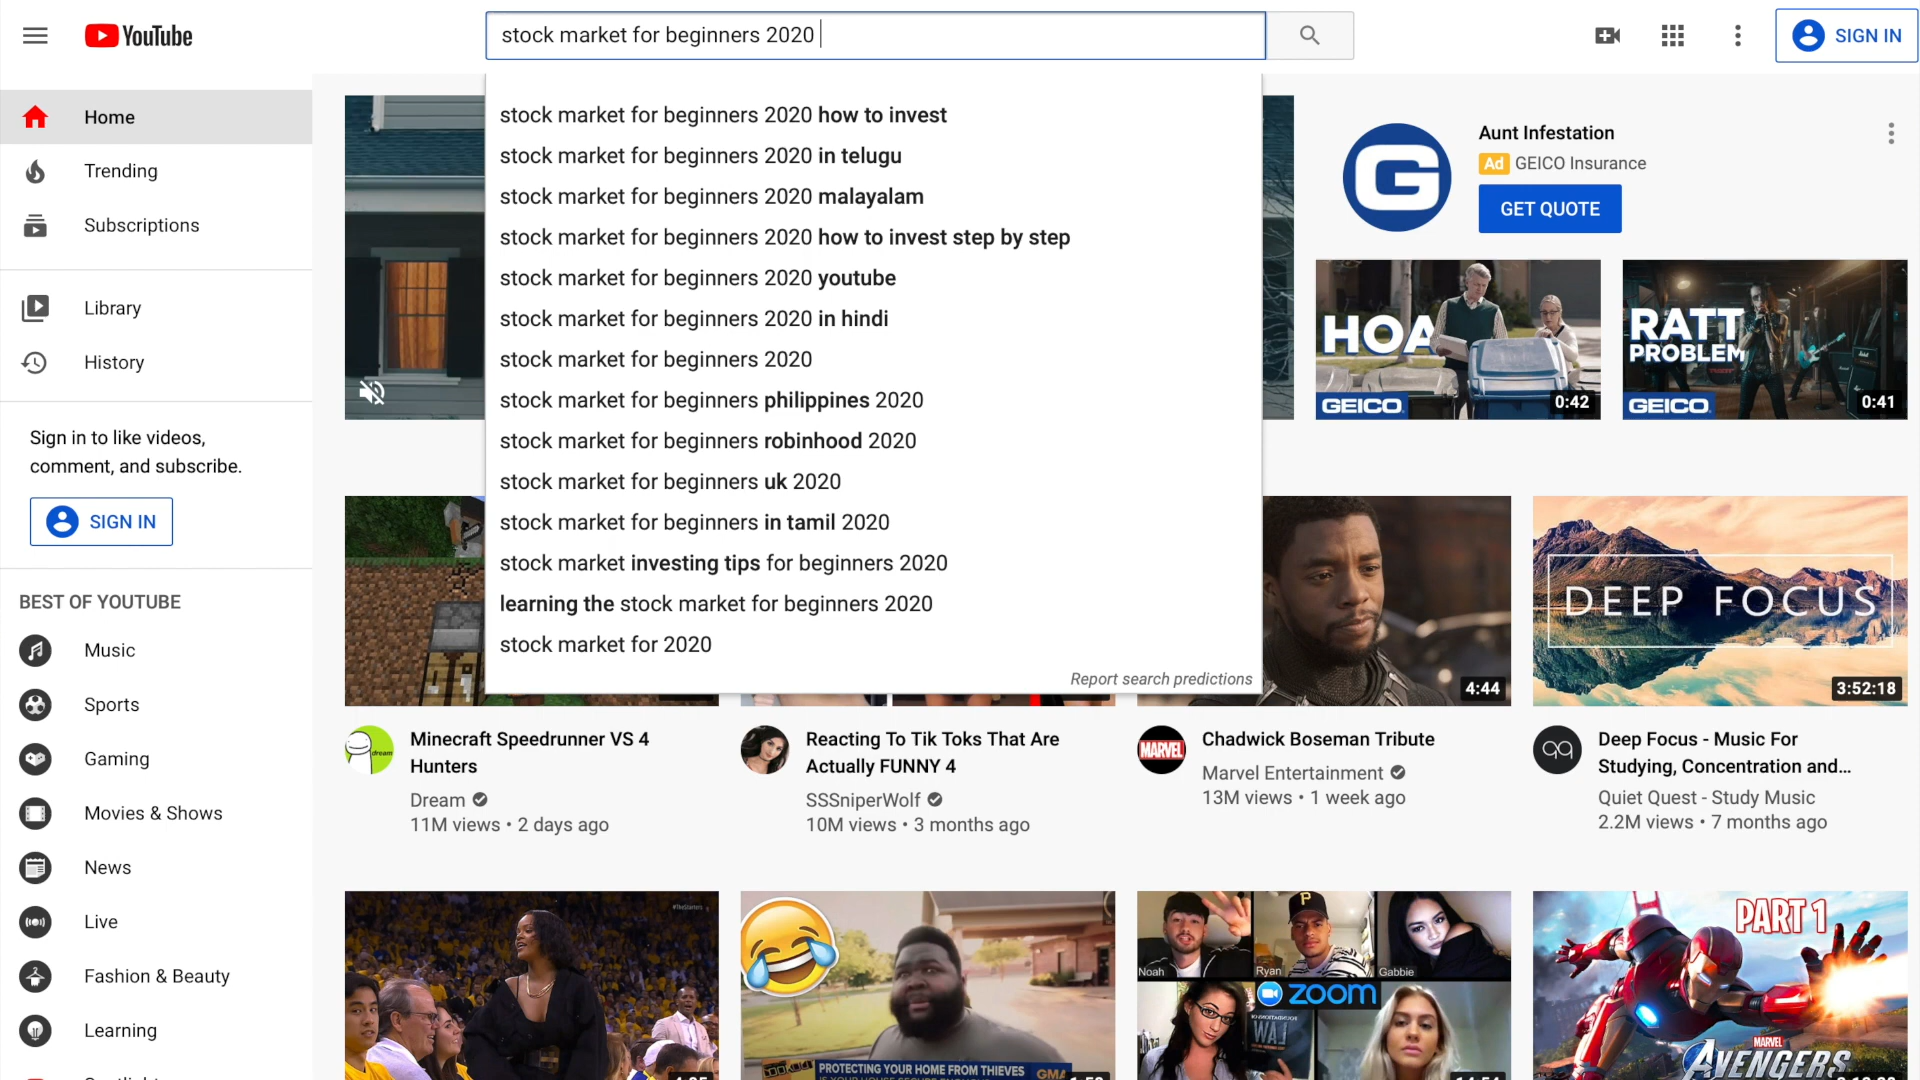 YouTube
stock market for beginners 2020
SIGN IN
Home
Trending
Subscriptions
Library
History
Sign in to like videos,
comment, and subscribe.
SIGN IN
BEST OF YOUTUBE
Music
Sports
Gaming
Movies & Shows
News
Live
Fashion & Beauty
Learning
stock market for beginners 2020 how to invest
stock market for beginners 2020 in telugu
stock market for beginners 2020 malayalam
stock market for beginners 2020 how to invest step by step
stock market for beginners 2020 youtube
stock market for beginners 2020 in hindi
stock market for beginners 2020
stock market for beginners philippines 2020
stock market for beginners robinhood 2020
stock market for beginners uk 2020
stock market for beginners in tamil 2020
stock market investing tips for beginners 2020
learning the stock market for beginners 2020
stock market for 2020
Report search predictions
G
Aunt Infestation
Ad GEICO Insurance
GET QUOTE
HOA
GEICO
0:42
RATT
PROBLEM
GEICO
0:41
4:44
DEEP FOCUS
3:52:18
dream
Minecraft Speedrunner VS 4
Hunters
Dream
11M views • 2 days ago
Reacting To Tik Toks That Are
Actually FUNNY 4
SSSniperWolf
10M views • 3 months ago
MARVEL
Chadwick Boseman Tribute
Marvel Entertainment
13M views • 1 week ago
Deep Focus - Music For
Studying, Concentration and...
Quiet Quest - Study Music
2.2M views • 7 months ago
#TheStarters
PROTECTING YOUR HOME FROM THIEVES
GMA
Noah
Ryan
Gabbie
zoom
LAW
PART 1
MARVEL
AVENGERS